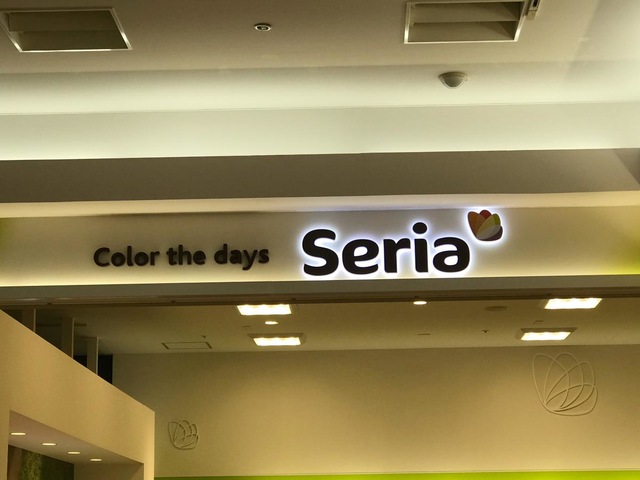 Color the days Seria